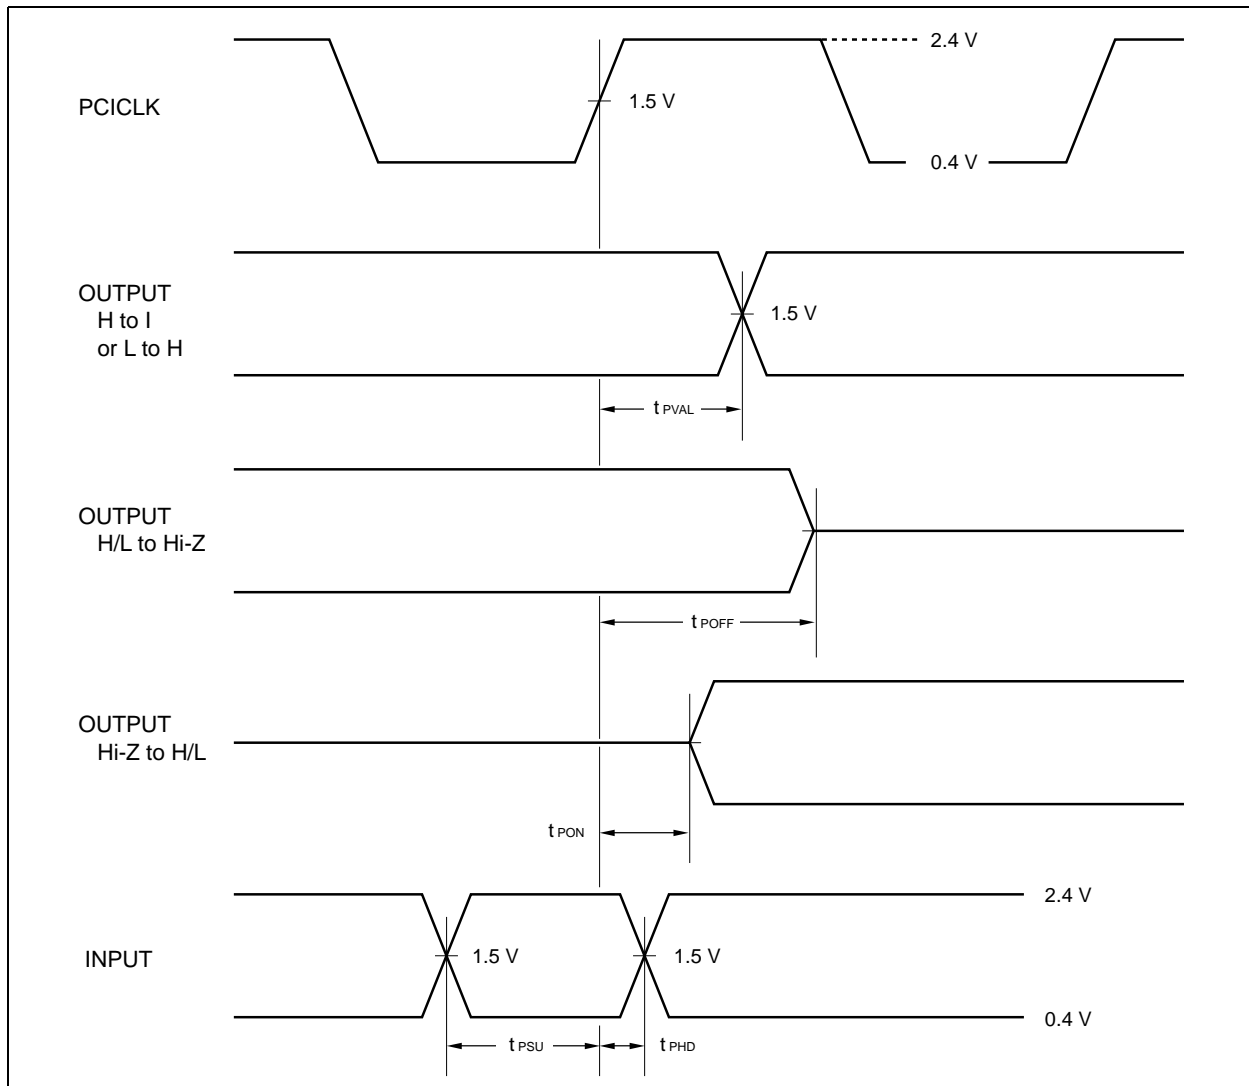 2.4 V
PCICLK
1.5 V
0.4 V
OUTPUT
H to I
or L to H
1.5 V
t PVAL
OUTPUT
H/L to Hi-Z
t POFF
OUTPUT
Hi-Z to H/L
t PON
2.4 V
INPUT
1.5 V
1.5 V
0.4 V
t PSU
t PHD